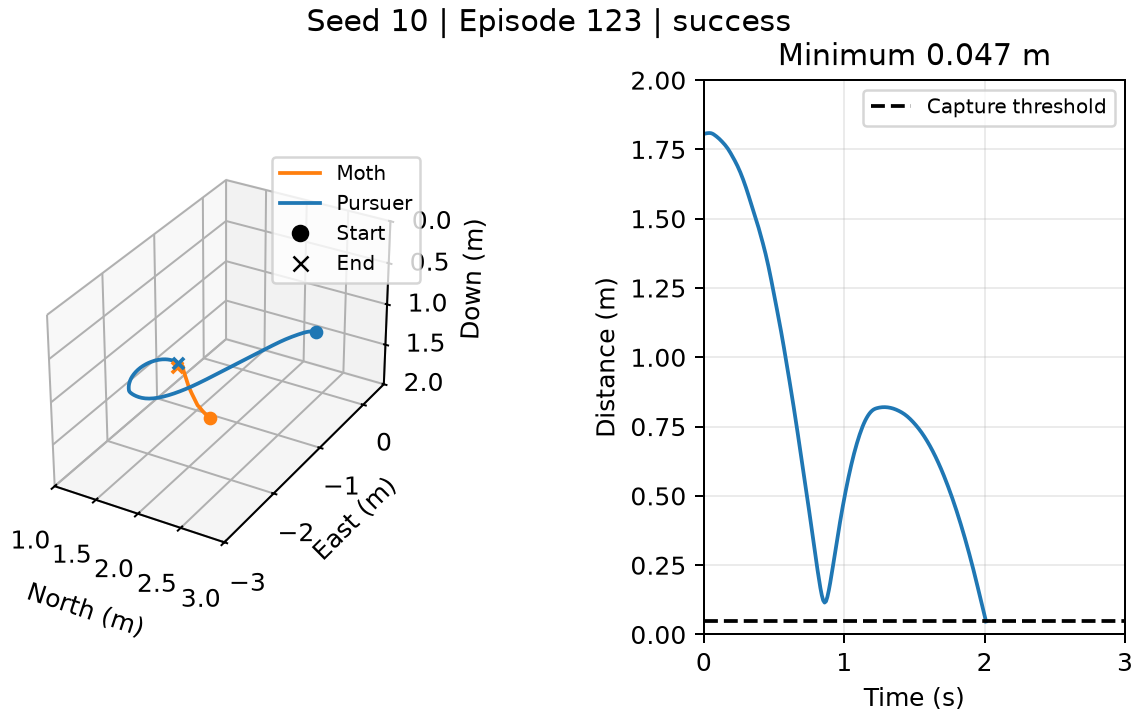 Seed 10 | Episode 123 | success
Moth
Pursuer
Start
End
0.0
0.5
1.0
1.5
2.0
Down (m)
0
−1
−2
−3
East (m)
1.0
1.5
2.0
2.5
3.0
North (m)
Minimum 0.047 m
Capture threshold
2.00
1.75
1.50
1.25
1.00
0.75
0.50
0.25
0.00
Distance (m)
0 1 2 3
Time (s)